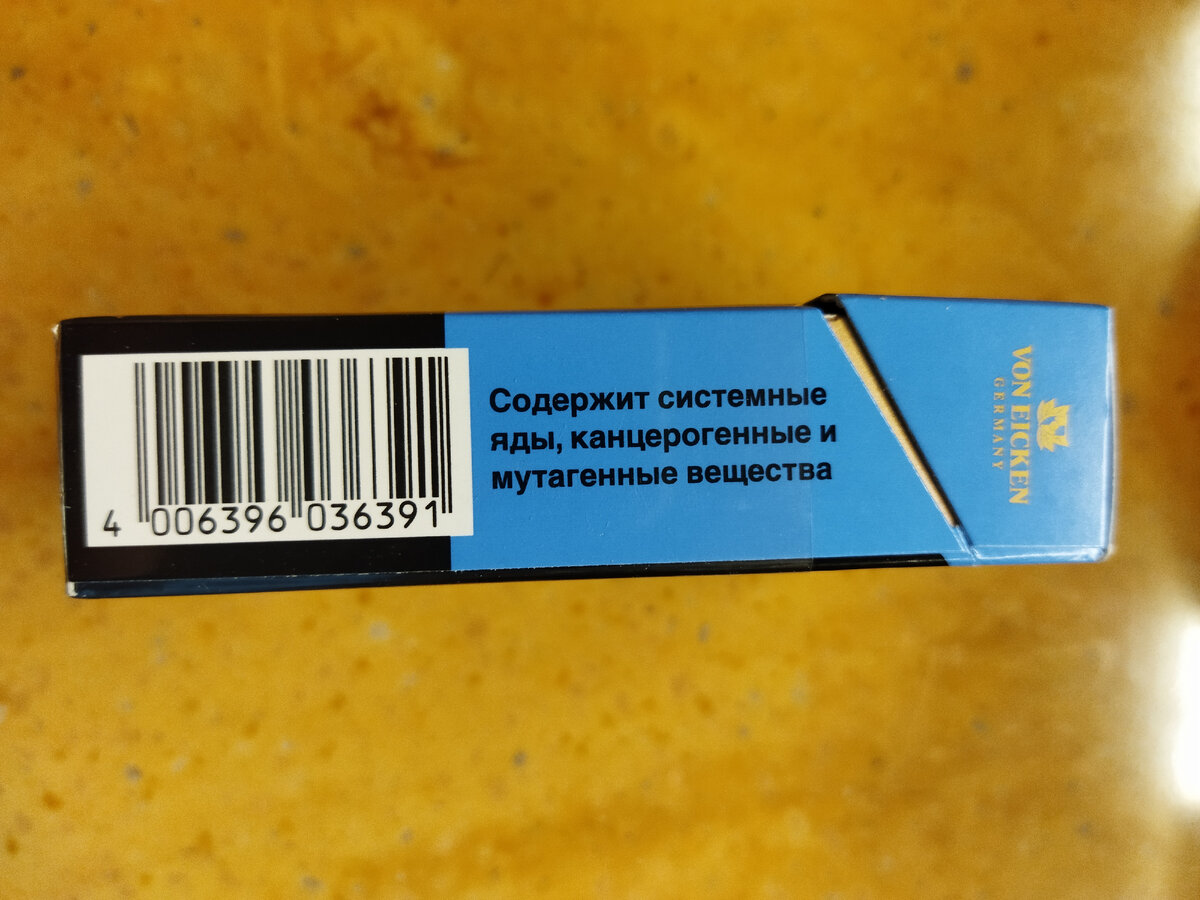 4 006396 036391
Содержит системные
яды, канцерогенные и
мутагенные вещества
VON EICKEN
GERMANY